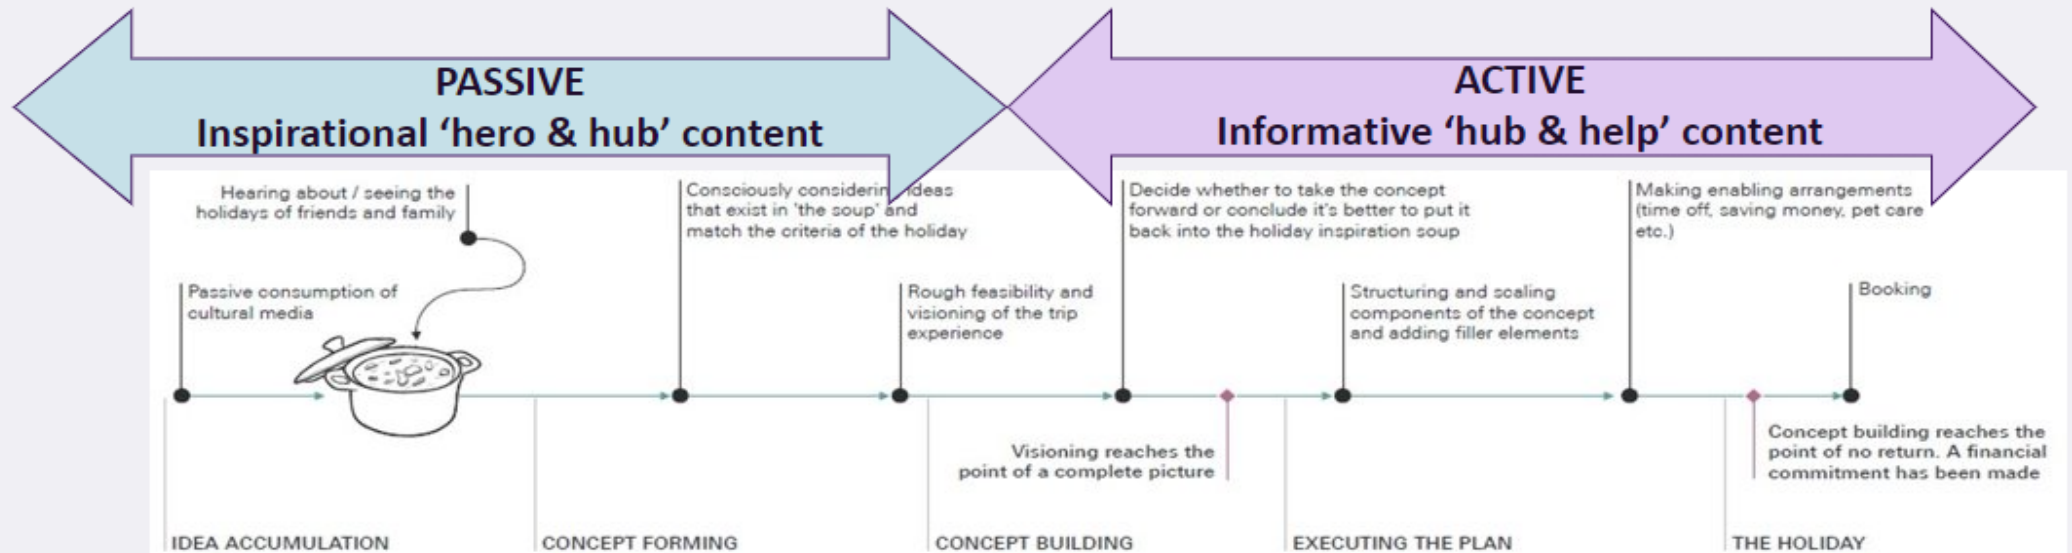 PASSIVE
Inspirational ‘hero & hub’ content
ACTIVE
Informative ‘hub & help’ content
Hearing about / seeing the
holidays of friends and family
Passive consumption of
cultural media
Consciously considering ideas
that exist in 'the soup' and
match the criteria of the holiday
Rough feasibility and
visioning of the trip
experience
Decide whether to take the concept
forward or conclude it's better to put it
back into the holiday inspiration soup
Structuring and scaling
components of the concept
and adding filler elements
Making enabling arrangements
(time off, saving money, pet care
etc.)
Booking
Visioning reaches the
point of a complete picture
Concept building reaches the
point of no return. A financial
commitment has been made
IDEA ACCUMULATION
CONCEPT FORMING
CONCEPT BUILDING
EXECUTING THE PLAN
THE HOLIDAY